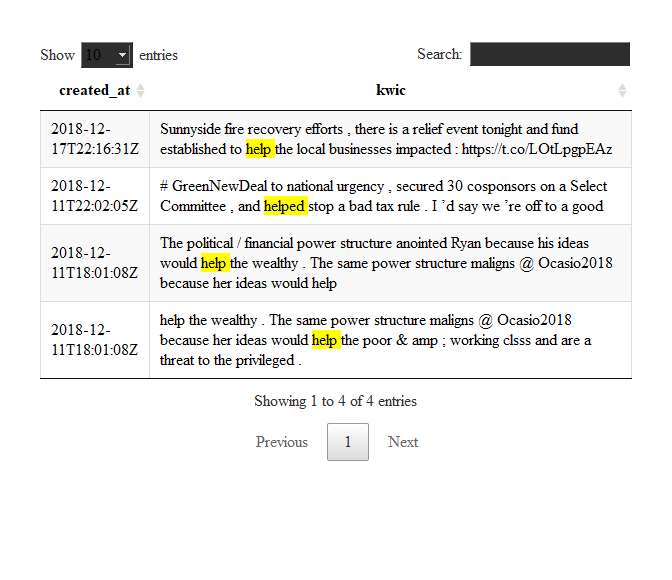 Show 10 entries Search:
created_at kwic
2018-12-
17T22:16:31Z
Sunnyside fire recovery efforts , there is a relief event tonight and fund
established to help the local businesses impacted : https://t.co/LOtLpgpEAz
2018-12-
11T22:02:05Z
# GreenNewDeal to national urgency , secured 30 cosponsors on a Select
Committee , and helped stop a bad tax rule . I ’d say we ’re off to a good
2018-12-
11T18:01:08Z
The political / financial power structure anointed Ryan because his ideas
would help the wealthy . The same power structure maligns @ Ocasio2018
because her ideas would help
2018-12-
11T18:01:08Z
help the wealthy . The same power structure maligns @ Ocasio2018
because her ideas would help the poor & amp ; working clsss and are a
threat to the privileged .
Showing 1 to 4 of 4 entries
Previous 1 Next